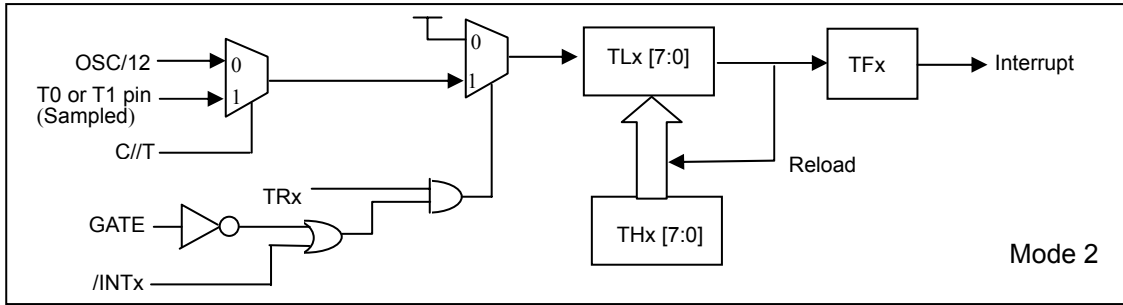 OSC/12
T0 or T1 pin
(Sampled)
C//T
0
1
0
1
TRx
GATE
/INTx
TLx [7:0]
TFx
Interrupt
Reload
THx [7:0]
Mode 2